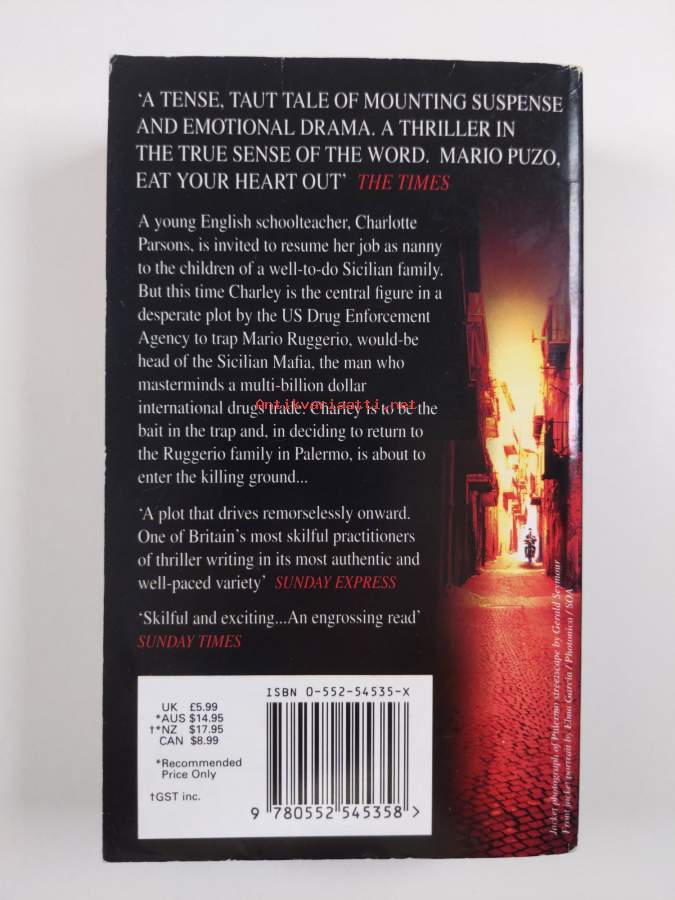 ‘A TENSE, TAUT TALE OF MOUNTING SUSPENSE
AND EMOTIONAL DRAMA. A THRILLER IN
THE TRUE SENSE OF THE WORD. MARIO PUZO,
EAT YOUR HEART OUT’ THE TIMES
A young English schoolteacher, Charlotte
Parsons, is invited to resume her job as nanny
to the children of a well-to-do Sicilian family.
But this time Charley is the central figure in a
desperate plot by the US Drug Enforcement
Agency to trap Mario Ruggerio, would-be
head of the Sicilian Mafia, the man who
masterminds a multi-billion dollar
Antikvariaatti.net
international drugs trade. Charley is to be the
bait in the trap and, in deciding to return to
the Ruggerio family in Palermo, is about to
enter the killing ground...
‘A plot that drives remorselessly onward.
One of Britain’s most skilful practitioners
of thriller writing in its most authentic and
well-paced variety’ SUNDAY EXPRESS
‘Skilful and exciting...An engrossing read’
SUNDAY TIMES
UK £5.99
*AUS $14.95
†*NZ $17.95
CAN $8.99
*Recommended
Price Only
†GST inc.
ISBN 0-552-54535-X
9 780552 545358 >
Jacket photograph of Palermo streetscape by Gerald Seymour
Front jacket portrait by Elma Garcia / Photonica / SOA